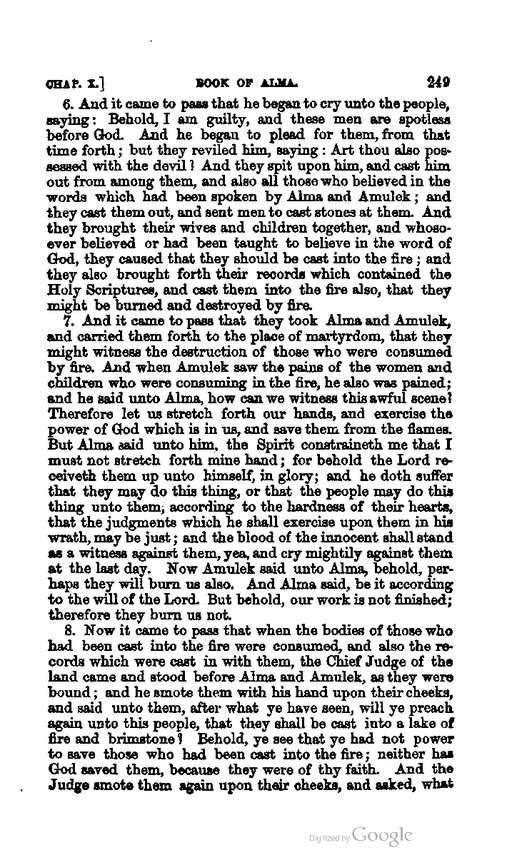 CHAP. X.] BOOK OF ALMA. 249
6. And it came to pass that he began to cry unto the people,
saying: Behold, I am guilty, and these men are spotless
before God. And he began to plead for them, from that
time forth; but they reviled him, saying: Art thou also pos-
sessed with the devil? And they spit upon him, and cast him
out from among them, and also all those who believed in the
words which had been spoken by Alma and Amulek; and
they cast them out, and sent men to cast stones at them. And
they brought their wives and children together, and whoso-
ever believed or had been taught to believe in the word of
God, they caused that they should be cast into the fire; and
they also brought forth their records which contained the
Holy Scriptures, and cast them into the fire also, that they
might be burned and destroyed by fire.
7. And it came to pass that they took Alma and Amulek,
and carried them forth to the place of martyrdom, that they
might witness the destruction of those who were consumed
by fire. And when Amulek saw the pains of the women and
children who were consuming in the fire, he also was pained;
and he said unto Alma, how can we witness this awful scene?
Therefore let us stretch forth our hands, and exercise the
power of God which is in us, and save them from the flames.
But Alma said unto him, the Spirit constraineth me that I
must not stretch forth mine hand; for behold the Lord re-
ceiveth them up unto himself, in glory; and he doth suffer
that they may do this thing, or that the people may do this
thing unto them, according to the hardness of their hearts,
that the judgments which he shall exercise upon them in his
wrath, may be just; and the blood of the innocent shall stand
as a witness against them, yea, and cry mightily against them
at the last day. Now Amulek said unto Alma, behold, per-
haps they will burn us also. And Alma said, be it according
to the will of the Lord. But behold, our work is not finished;
therefore they burn us not.
8. Now it came to pass that when the bodies of those who
had been cast into the fire were consumed, and also the re-
cords which were cast in with them, the Chief Judge of the
land came and stood before Alma and Amulek, as they were
bound; and he smote them with his hand upon their cheeks,
and said unto them, after what ye have seen, will ye preach
again unto this people, that they shall be cast into a lake of
fire and brimstone? Behold, ye see that ye had not power
to save those who had been cast into the fire; neither has
God saved them, because they were of thy faith. And the
Judge smote them again upon their cheeks, and asked, what
Digitized by Google